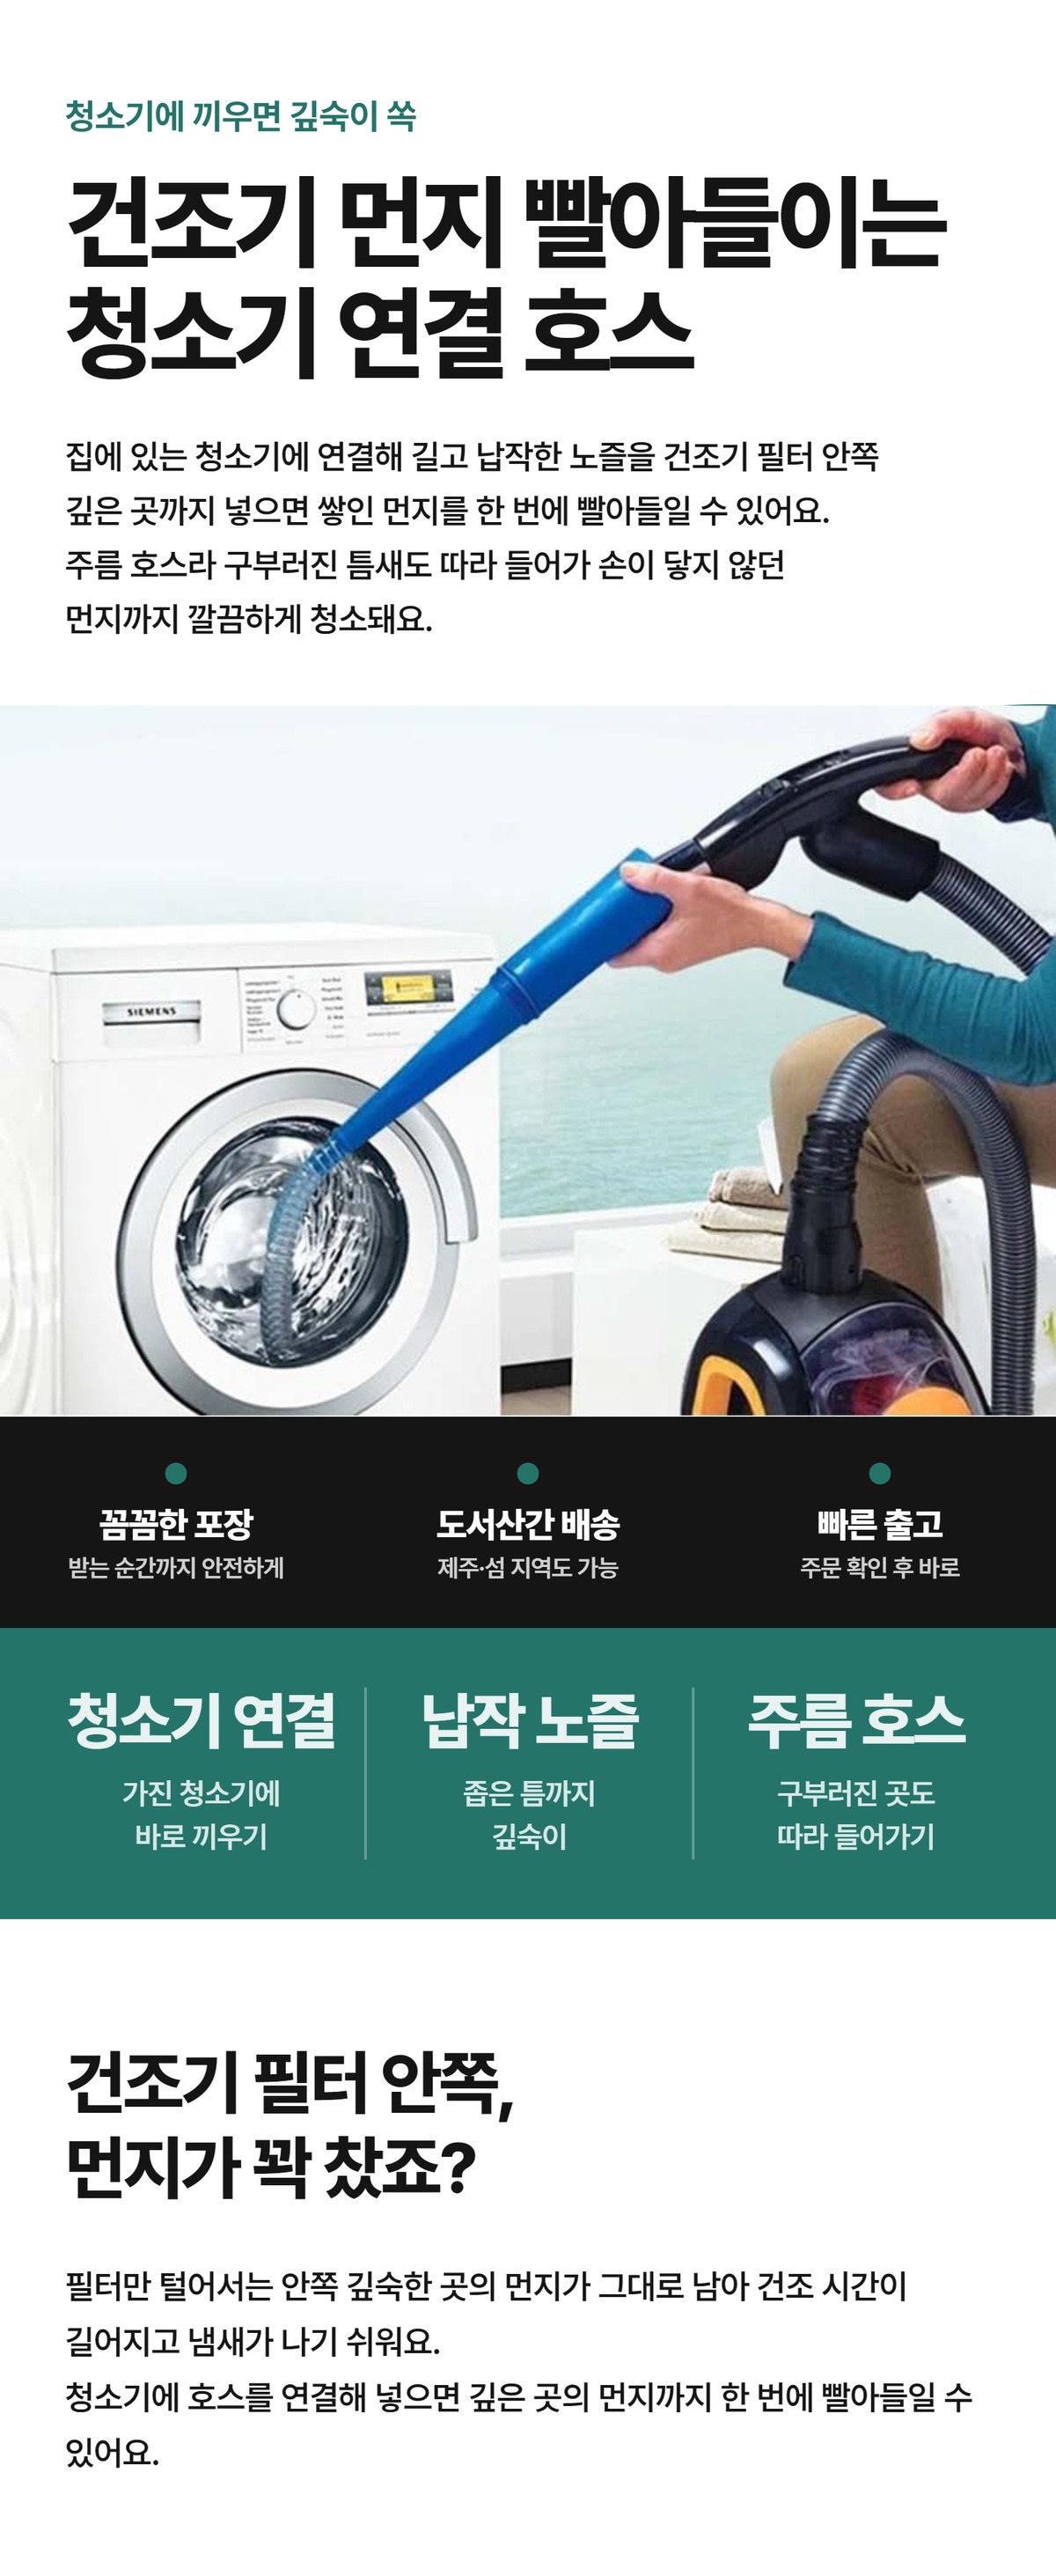 청소기에 끼우면 깊숙이 쏙
건조기 먼지 빨아들이는
청소기 연결 호스
집에 있는 청소기에 연결해 길고 납작한 노즐을 건조기 필터 안쪽
깊은 곳까지 넣으면 쌓인 먼지를 한 번에 빨아들일 수 있어요.
주름 호스라 구부러진 틈새도 따라 들어가 손이 닿지 않던
먼지까지 깔끔하게 청소돼요.
SIEMENS
꼼꼼한 포장
받는 순간까지 안전하게
도서산간 배송
제주·섬 지역도 가능
빠른 출고
주문 확인 후 바로
청소기 연결
가진 청소기에
바로 끼우기
납작 노즐
좁은 틈까지
깊숙이
주름 호스
구부러진 곳도
따라 들어가기
건조기 필터 안쪽,
먼지가 꽉 찼죠?
필터만 털어서는 안쪽 깊숙한 곳의 먼지가 그대로 남아 건조 시간이
길어지고 냄새가 나기 쉬워요.
청소기에 호스를 연결해 넣으면 깊은 곳의 먼지까지 한 번에 빨아들일 수
있어요.